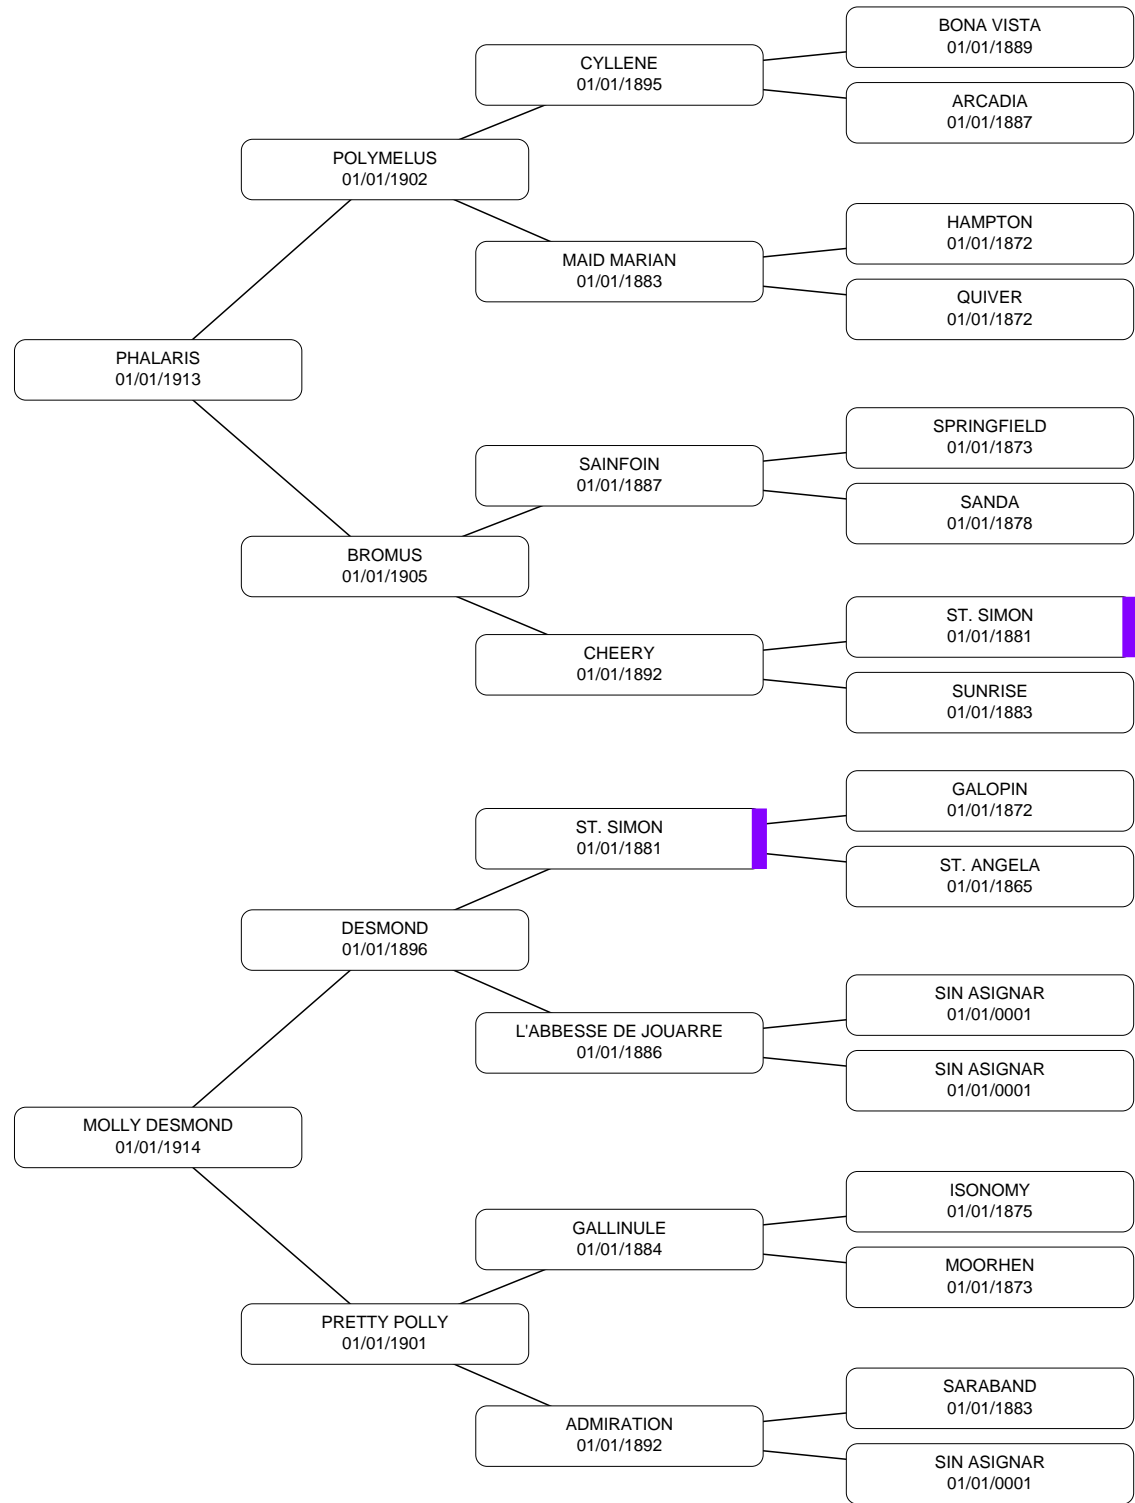 BONA VISTA
01/01/1889
CYLLENE
01/01/1895
ARCADIA
01/01/1887
POLYMELUS
01/01/1902
HAMPTON
01/01/1872
MAID MARIAN
01/01/1883
QUIVER
01/01/1872
PHALARIS
01/01/1913
SPRINGFIELD
01/01/1873
SAINFOIN
01/01/1887
SANDA
01/01/1878
BROMUS
01/01/1905
ST. SIMON
01/01/1881
CHEERY
01/01/1892
SUNRISE
01/01/1883
GALOPIN
01/01/1872
ST. SIMON
01/01/1881
ST. ANGELA
01/01/1865
DESMOND
01/01/1896
SIN ASIGNAR
01/01/0001
L'ABBESSE DE JOUARRE
01/01/1886
SIN ASIGNAR
01/01/0001
MOLLY DESMOND
01/01/1914
ISONOMY
01/01/1875
GALLINULE
01/01/1884
MOORHEN
01/01/1873
PRETTY POLLY
01/01/1901
SARABAND
01/01/1883
ADMIRATION
01/01/1892
SIN ASIGNAR
01/01/0001